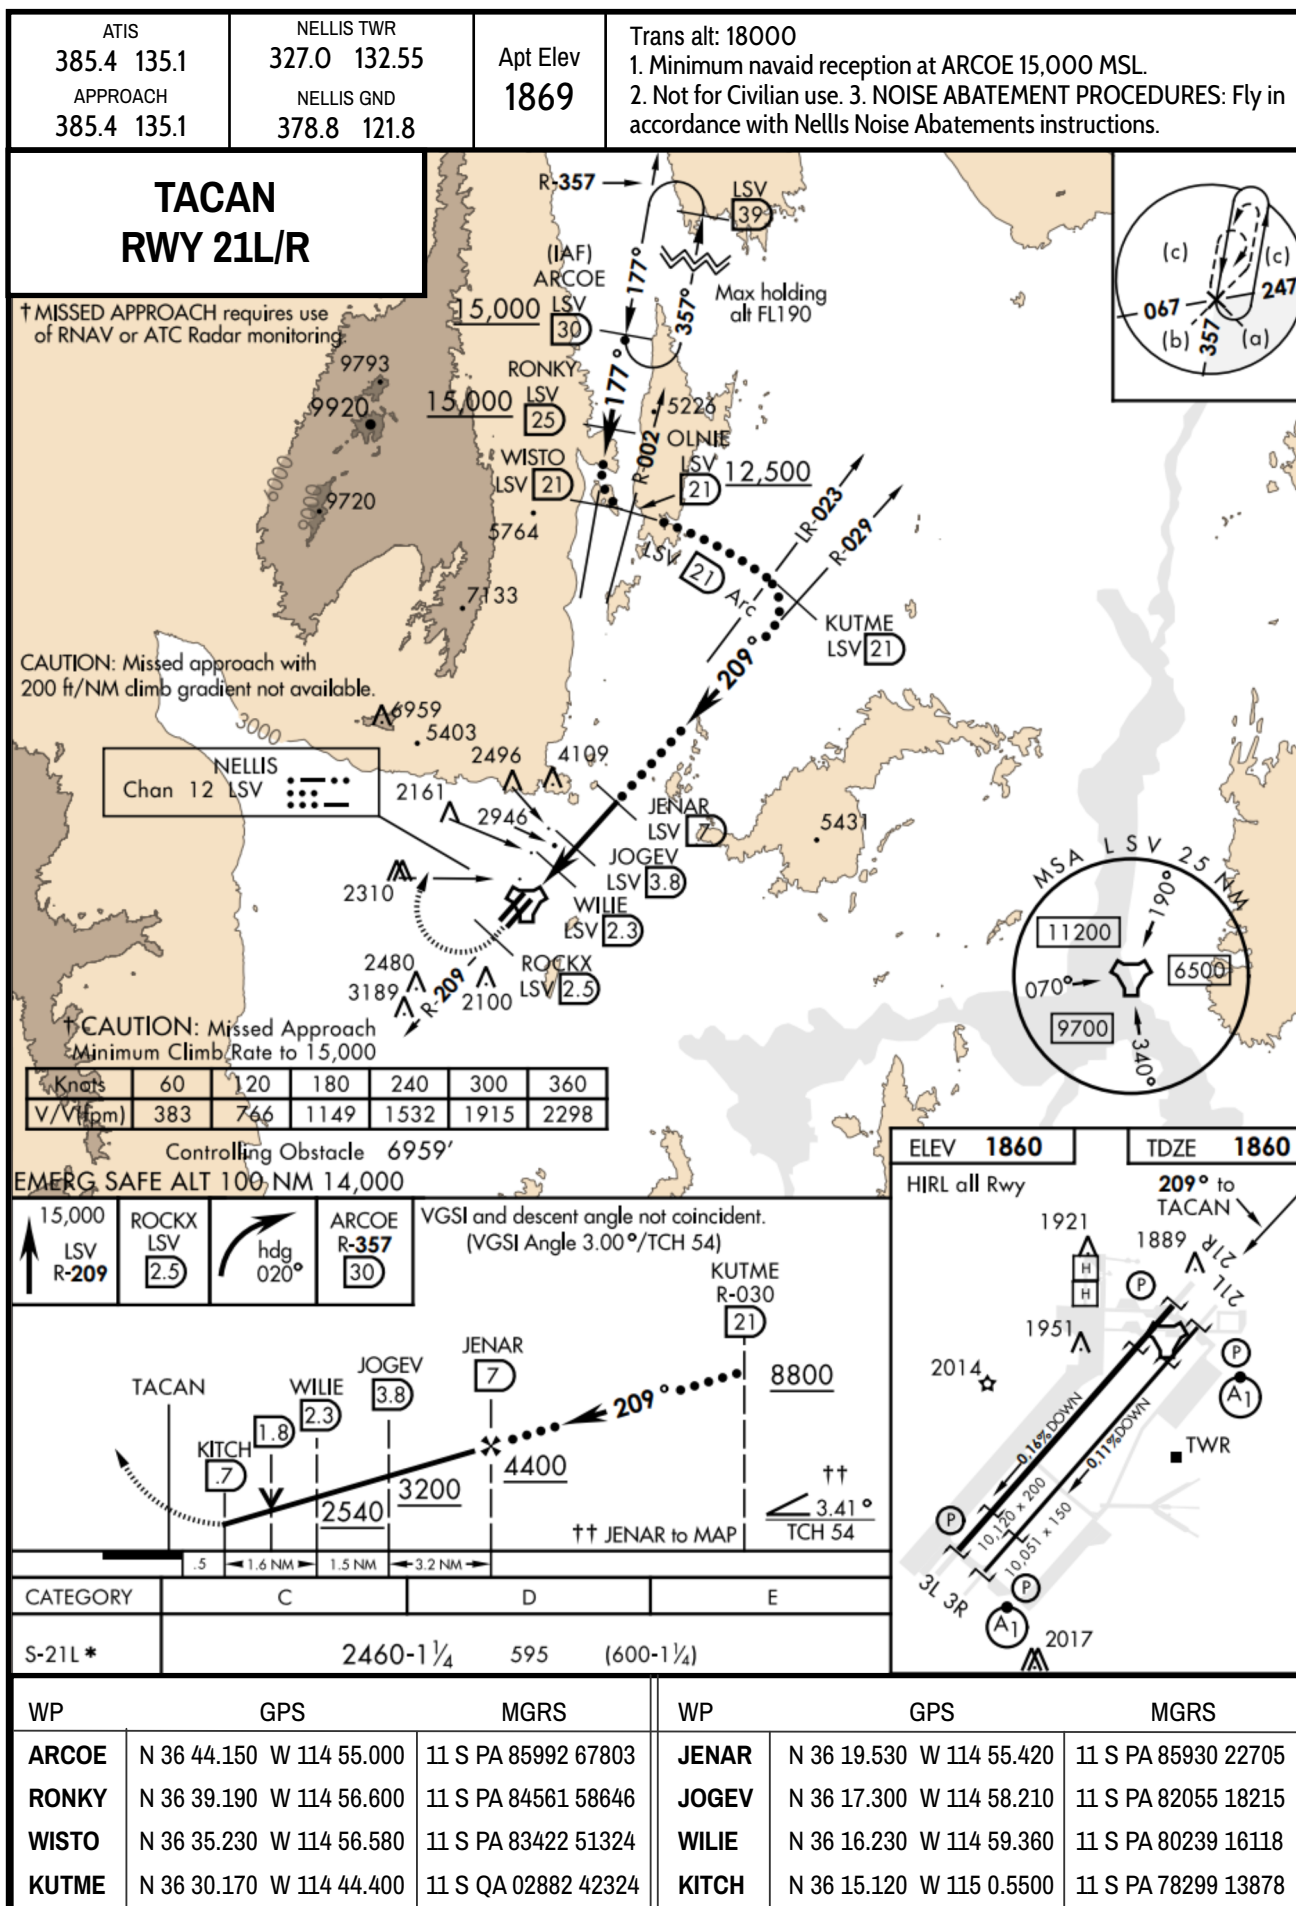 ATIS
385.4 135.1
APPROACH
385.4 135.1
NELLIS TWR
327.0 132.55
NELLIS GND
378.8 121.8
Apt Elev
1869
Trans alt: 18000
1. Minimum navaid reception at ARCOE 15,000 MSL.
2. Not for Civilian use. 3. NOISE ABATEMENT PROCEDURES: Fly in
accordance with NellIs Noise Abatements instructions.
TACAN
RWY 21L/R
† MISSED APPROACH requires use
of RNAV or ATC Radar monitoring.
R-357
LSV
39
(IAF)
ARCOE
LSV
30
15,000
177°
357°
Max holding
alt FL190
(c)
(c)
067
247
(b)
357
(a)
RONKY
LSV
25
15,000
177°
9793
9920
9720
6000
9000
5226
R-002
OLNIE
LSV
21
12,500
WISTO
LSV 21
5764
LSV 21 Arc
LR-023
R-029
7133
KUTME
LSV 21
209°
CAUTION: Missed approach with
200 ft/NM climb gradient not available.
3000
6959
5403
NELLIS
Chan 12 LSV
2496
4109
2161
2946
JENAR
LSV 7
5431
JOGEV
LSV 3.8
2310
WILIE
LSV 2.3
ROCKX
LSV 2.5
2480
3189
R-209
2100
MSA LSV 25 NM
190°
11200
6500
070°
9700
340°
† CAUTION: Missed Approach
Minimum Climb Rate to 15,000
Knots 60 120 180 240 300 360
V/V(fpm) 383 766 1149 1532 1915 2298
Controlling Obstacle 6959'
EMERG SAFE ALT 100 NM 14,000
15,000
LSV
R-209
ROCKX
LSV
2.5
hdg
020°
ARCOE
R-357
30
VGSI and descent angle not coincident.
(VGSI Angle 3.00°/TCH 54)
KUTME
R-030
21
8800
209°
JENAR
7
4400
JOGEV
3.8
3200
WILIE
2.3
2540
1.8
KITCH
.7
TACAN
††
3.41°
TCH 54
†† JENAR to MAP
.5 1.6 NM 1.5 NM 3.2 NM
CATEGORY C D E
S-21L * 2460-1¼ 595 (600-1¼)
ELEV 1860
TDZE 1860
HIRL all Rwy
209° to
TACAN
1921
H
H
1889
21R
21L
P
1951
P
2014
A1
0.16% DOWN
0.11% DOWN
TWR
10,120 x 200
10,051 x 150
P
3L 3R
P
A1
2017
WP GPS MGRS WP GPS MGRS
ARCOE N 36 44.150 W 114 55.000 11 S PA 85992 67803 JENAR N 36 19.530 W 114 55.420 11 S PA 85930 22705
RONKY N 36 39.190 W 114 56.600 11 S PA 84561 58646 JOGEV N 36 17.300 W 114 58.210 11 S PA 82055 18215
WISTO N 36 35.230 W 114 56.580 11 S PA 83422 51324 WILIE N 36 16.230 W 114 59.360 11 S PA 80239 16118
KUTME N 36 30.170 W 114 44.400 11 S QA 02882 42324 KITCH N 36 15.120 W 115 0.5500 11 S PA 78299 13878